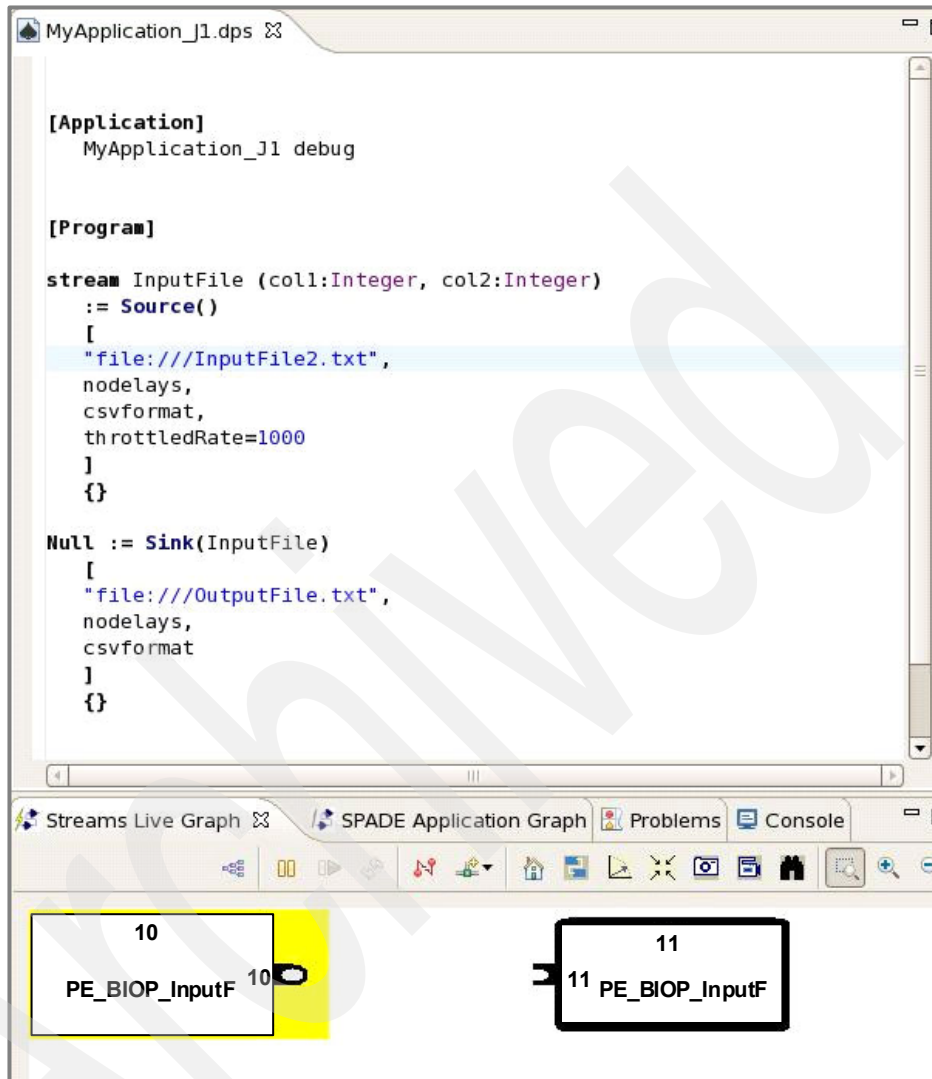 MyApplication_J1.dps
[Application]
MyApplication_J1 debug
[Program]
stream InputFile (col1:Integer, col2:Integer)
:= Source()
[
"file:///InputFile2.txt",
nodelays,
csvformat,
throttledRate=1000
]
{}
Null := Sink(InputFile)
[
"file:///OutputFile.txt",
nodelays,
csvformat
]
{}
Streams Live Graph SPADE Application Graph Problems Console
10
10
PE_BIOP_InputF
11
11
PE_BIOP_InputF
Archived